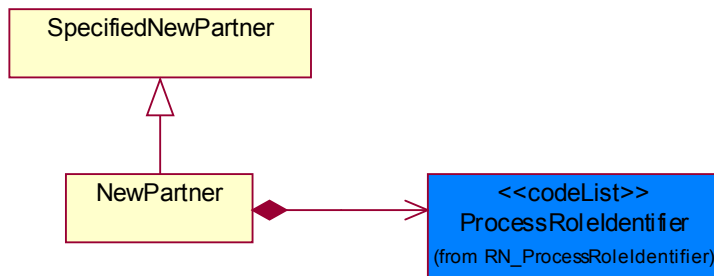 SpecifiedNewPartner
NewPartner
<<codeList>>
ProcessRoleIdentifier
(from RN_ProcessRoleIdentifier)